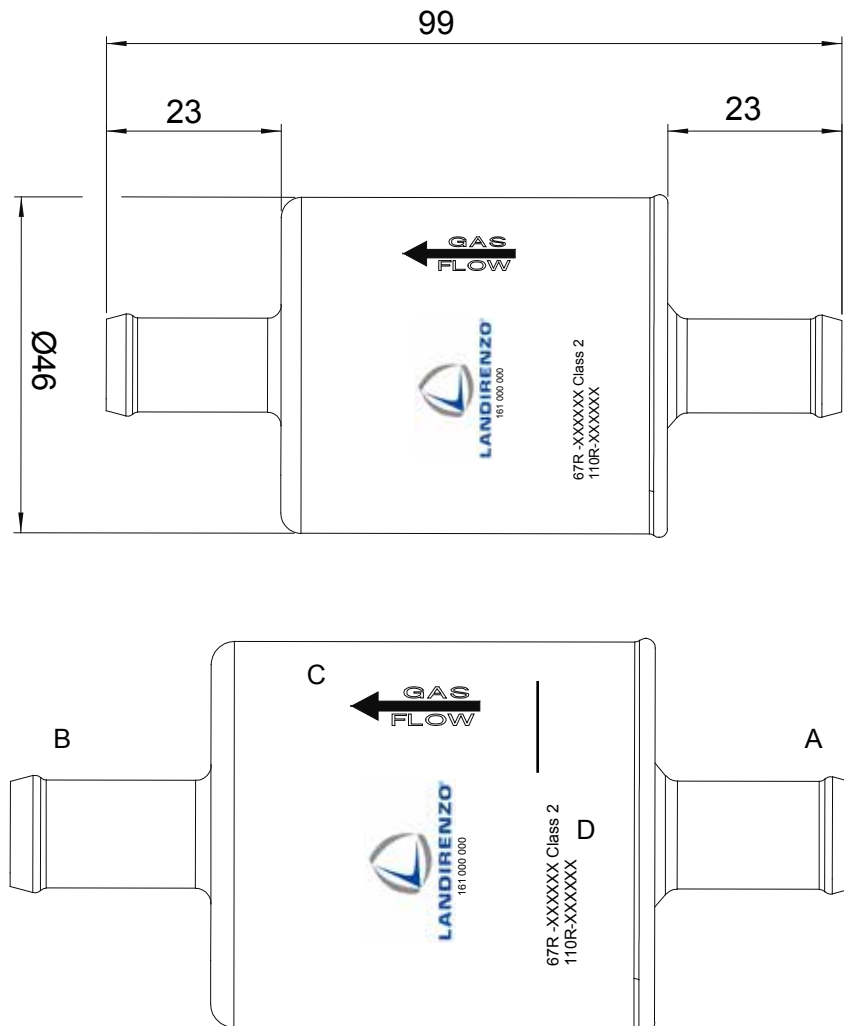 99
23
23
Ø46
GAS
FLOW
LANDIRENZO®
161 000 000
67R -XXXXXX Class 2
110R-XXXXXX
C
GAS
FLOW
B
A
LANDIRENZO®
161 000 000
67R -XXXXXX Class 2
110R-XXXXXX
D